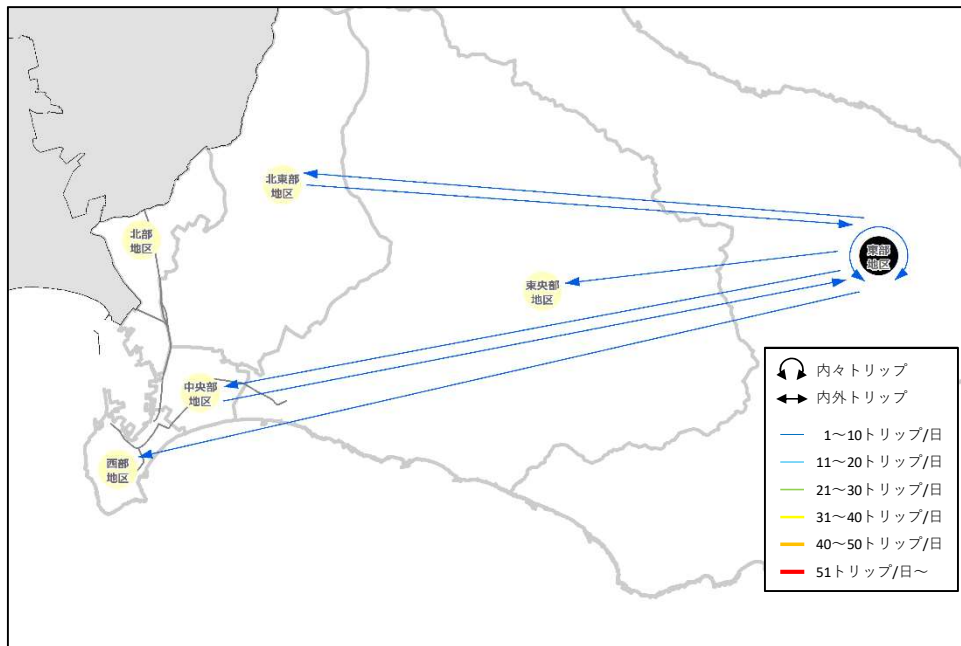 北東部
地区
北部
地区
東部
地区
東央部
地区
中央部
地区
西部
地区
内々トリップ
内外トリップ
1～10トリップ/日
11～20トリップ/日
21～30トリップ/日
31～40トリップ/日
40～50トリップ/日
51トリップ/日～